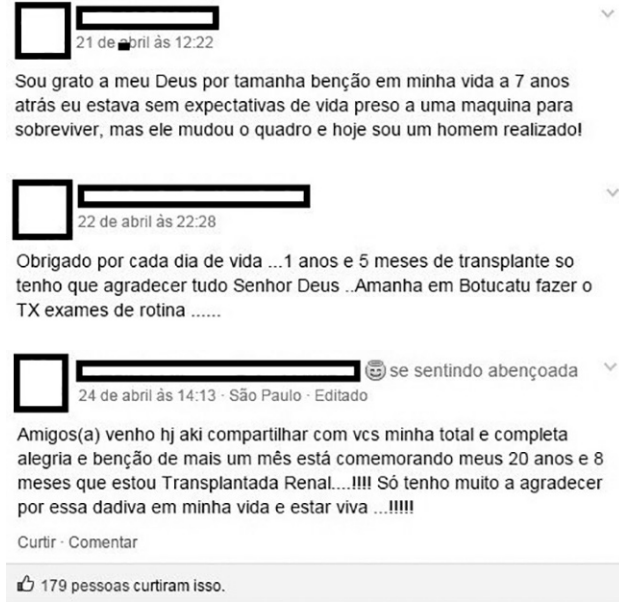 21 de abril às 12:22
Sou grato a meu Deus por tamanha benção em minha vida a 7 anos
atrás eu estava sem expectativas de vida preso a uma maquina para
sobreviver, mas ele mudou o quadro e hoje sou um homem realizado!
22 de abril às 22:28
Obrigado por cada dia de vida ...1 anos e 5 meses de transplante so
tenho que agradecer tudo Senhor Deus ..Amanha em Botucatu fazer o
TX exames de rotina ......
se sentindo abençoada
24 de abril às 14:13 · São Paulo · Editado
Amigos(a) venho hj aki compartilhar com vcs minha total e completa
alegria e benção de mais um mês está comemorando meus 20 anos e 8
meses que estou Transplantada Renal....!!!! Só tenho muito a agradecer
por essa dadiva em minha vida e estar viva ...!!!!!
Curtir · Comentar
179 pessoas curtiram isso.